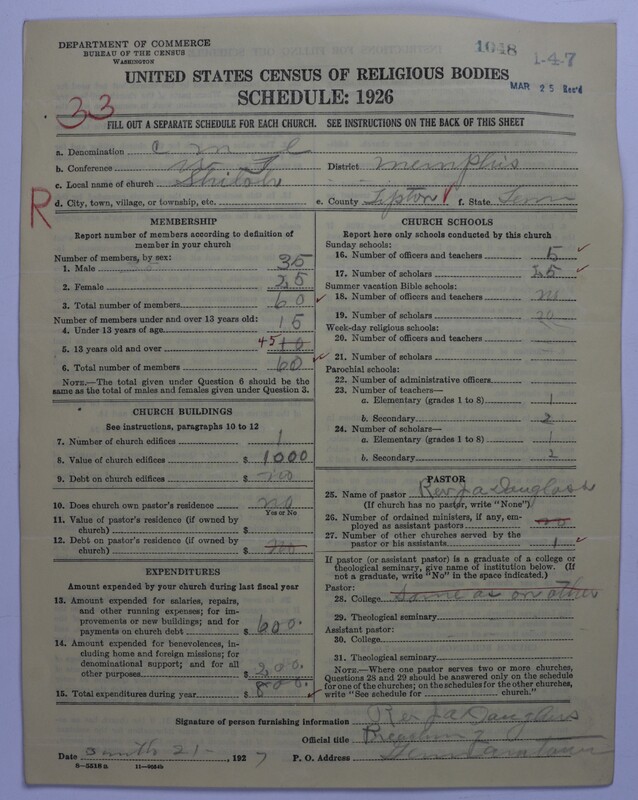 DEPARTMENT OF COMMERCE
BUREAU OF THE CENSUS
WASHINGTON
1048
1-4-7
MAR 25 Rec'd
UNITED STATES CENSUS OF RELIGIOUS BODIES
SCHEDULE: 1926
33
FILL OUT A SEPARATE SCHEDULE FOR EACH CHURCH. SEE INSTRUCTIONS ON THE BACK OF THIS SHEET
a. Denomination C M E
b. Conference District Memphis
c. Local name of church Shiloh
R
d. City, town, village, or township, etc. e. County Tipton f. State Tenn
MEMBERSHIP
Report number of members according to definition of member in your church
Number of members, by sex:
1. Male 35
2. Female 25
3. Total number of members 60
Number of members under and over 13 years old:
4. Under 13 years of age 15
5. 13 years old and over 45
6. Total number of members 60
NOTE.—The total given under Question 6 should be the same as the total of males and females given under Question 3.
CHURCH BUILDINGS
See instructions, paragraphs 10 to 12
7. Number of church edifices 1
8. Value of church edifices $ 1000
9. Debt on church edifices $ no
10. Does church own pastor's residence no
Yes or No
11. Value of pastor's residence (if owned by church) $
12. Debt on pastor's residence (if owned by church) $ no
EXPENDITURES
Amount expended by your church during last fiscal year
13. Amount expended for salaries, repairs, and other running expenses; for improvements or new buildings; and for payments on church debt $ 600.
14. Amount expended for benevolences, including home and foreign missions; for denominational support; and for all other purposes $ 200.
15. Total expenditures during year $ 800.
CHURCH SCHOOLS
Report here only schools conducted by this church
Sunday schools:
16. Number of officers and teachers 5
17. Number of scholars 25
Summer vacation Bible schools:
18. Number of officers and teachers no
19. Number of scholars no
Week-day religious schools:
20. Number of officers and teachers
21. Number of scholars
Parochial schools:
22. Number of administrative officers
23. Number of teachers—
a. Elementary (grades 1 to 8) 1
b. Secondary 2
24. Number of scholars—
a. Elementary (grades 1 to 8) 1
b. Secondary 2
PASTOR
25. Name of pastor Rev J a Douglass
(If church has no pastor, write "None")
26. Number of ordained ministers, if any, employed as assistant pastors no
27. Number of other churches served by the pastor or his assistants 1
If pastor (or assistant pastor) is a graduate of a college or theological seminary, give name of institution below. (If not a graduate, write "No" in the space indicated.)
Pastor:
28. College same as on other
29. Theological seminary
Assistant pastor:
30. College
31. Theological seminary
NOTE.—Where one pastor serves two or more churches, Questions 28 and 29 should be answered only on the schedule for one of the churches; on the schedules for the other churches, write "See schedule for church."
Signature of person furnishing information Rev J a Douglass
Official title
Date 21- , 1927 P. O. Address Germantown
8-5518a 11-9054b